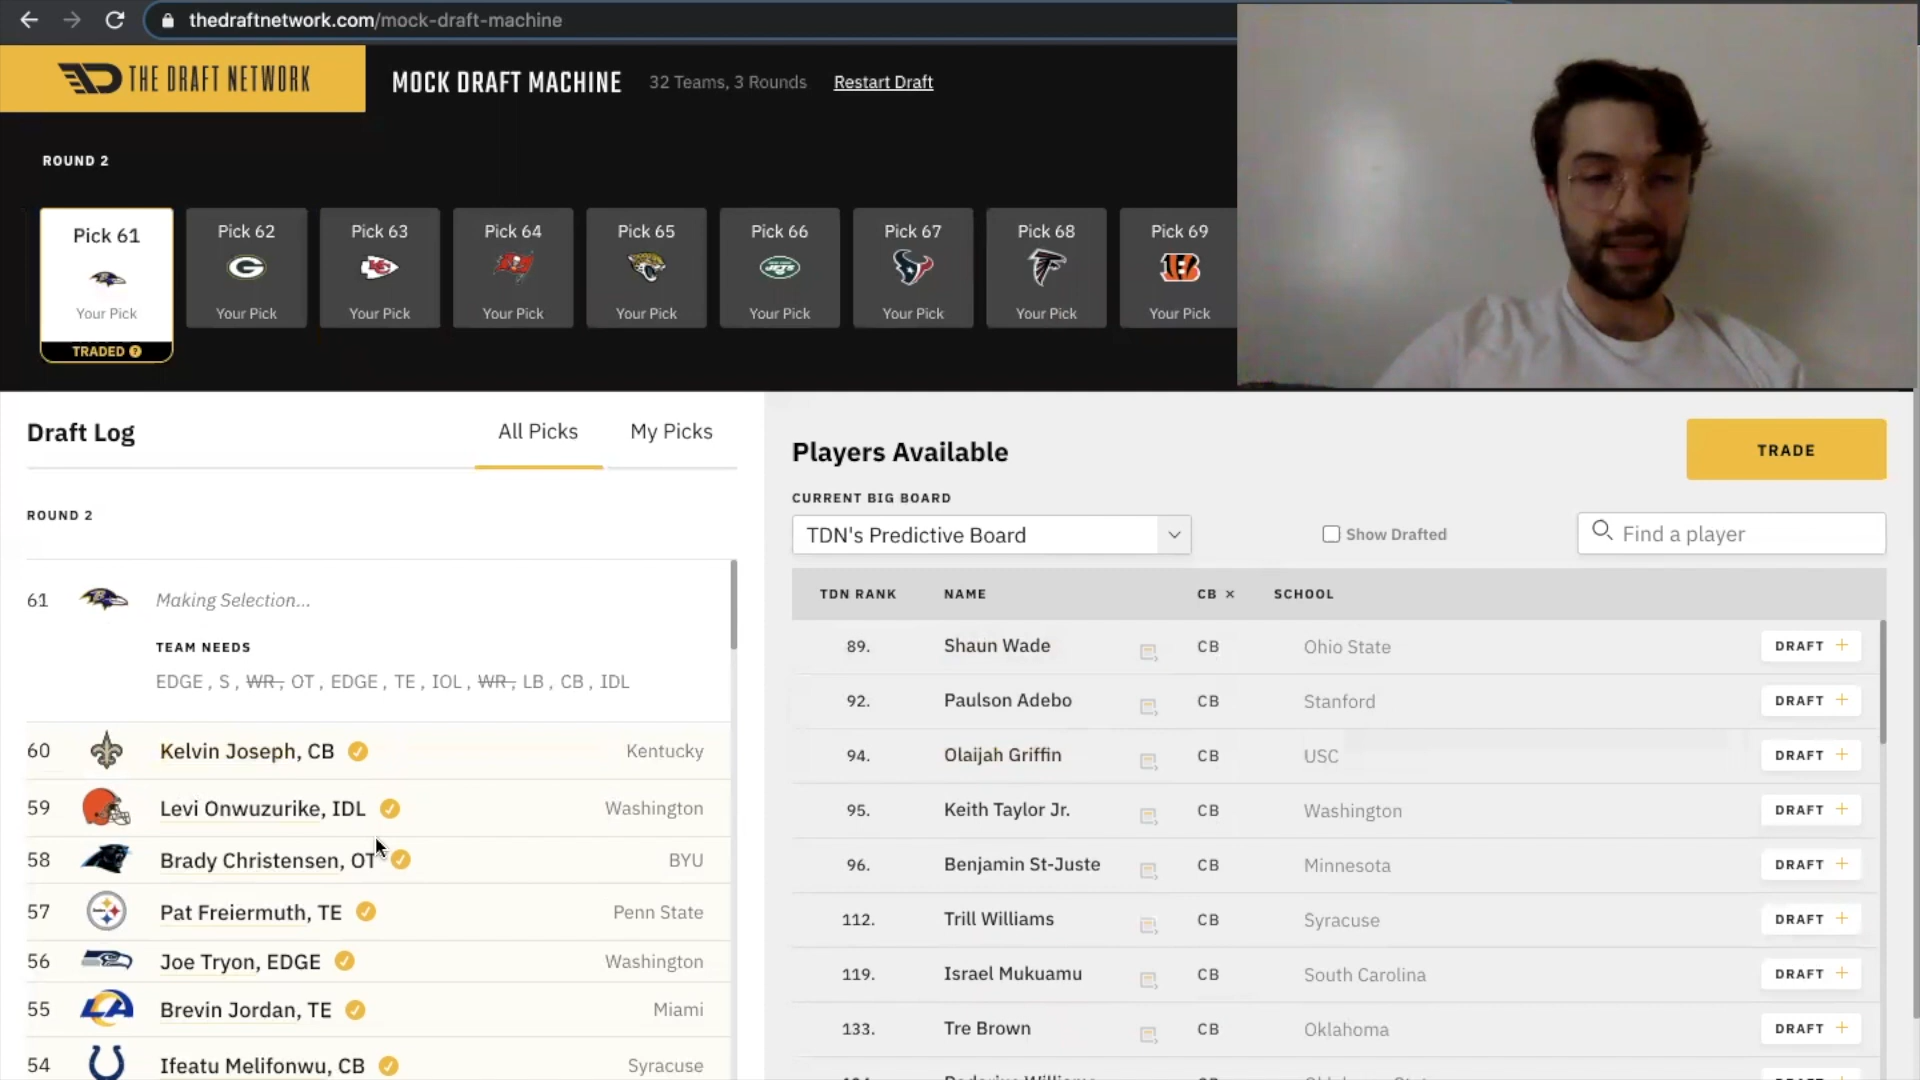 thedraftnetwork.com/mock-draft-machine
THE DRAFT NETWORK
MOCK DRAFT MACHINE
32 Teams, 3 Rounds
Restart Draft
ROUND 2
Pick 61
Your Pick
TRADED ?
Pick 62
Your Pick
Pick 63
Your Pick
Pick 64
Your Pick
Pick 65
Your Pick
Pick 66
JETS
Your Pick
Pick 67
Your Pick
Pick 68
Your Pick
Pick 69
Your Pick
Draft Log
All Picks
My Picks
ROUND 2
61 Making Selection...
TEAM NEEDS
EDGE , S , WR , OT , EDGE , TE , IOL , WR , LB , CB , IDL
60 Kelvin Joseph, CB Kentucky
59 Levi Onwuzurike, IDL Washington
58 Brady Christensen, OT BYU
57 Pat Freiermuth, TE Penn State
56 Joe Tryon, EDGE Washington
55 Brevin Jordan, TE Miami
54 Ifeatu Melifonwu, CB Syracuse
Players Available
TRADE
CURRENT BIG BOARD
TDN's Predictive Board
Show Drafted
Find a player
TDN RANK NAME CB × SCHOOL
89. Shaun Wade CB Ohio State DRAFT +
92. Paulson Adebo CB Stanford DRAFT +
94. Olaijah Griffin CB USC DRAFT +
95. Keith Taylor Jr. CB Washington DRAFT +
96. Benjamin St-Juste CB Minnesota DRAFT +
112. Trill Williams CB Syracuse DRAFT +
119. Israel Mukuamu CB South Carolina DRAFT +
133. Tre Brown CB Oklahoma DRAFT +